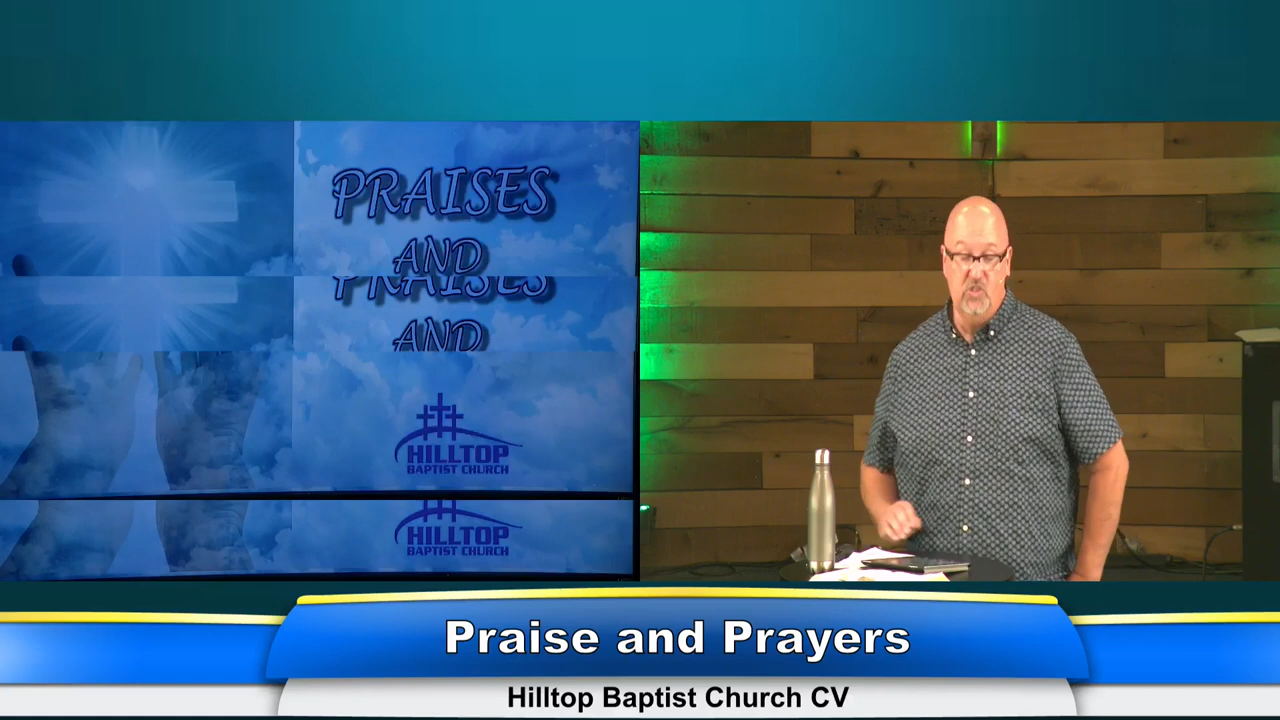 PRAISES
AND
PRAISES
AND
HILLTOP
BAPTIST CHURCH
HILLTOP
BAPTIST CHURCH
Praise and Prayers
Hilltop Baptist Church CV